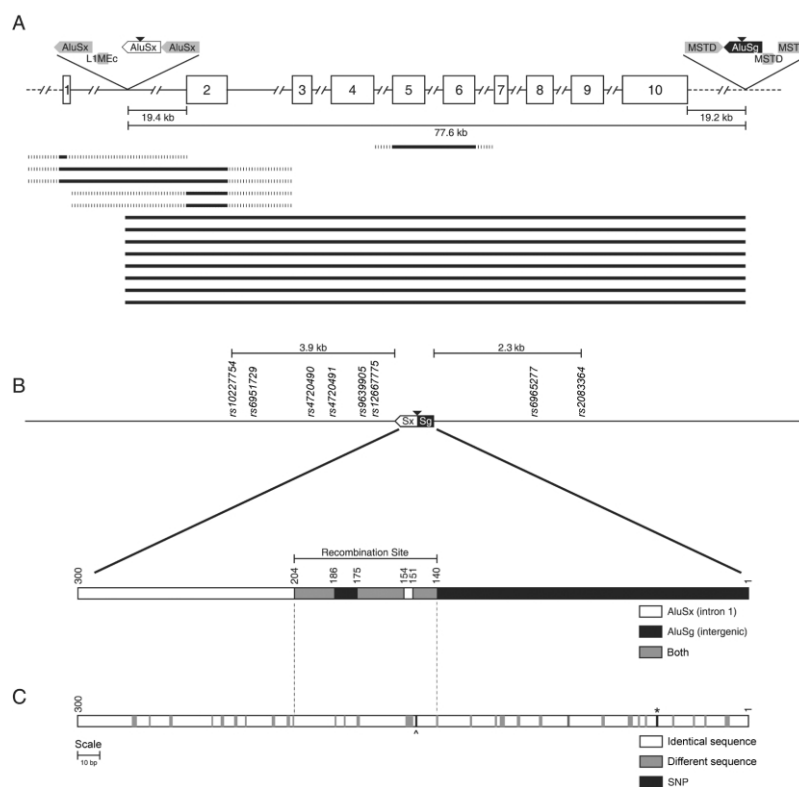 A
AluSx AluSx AluSx
L1MEc
MSTD AluSg MST
MSTD
1 2 3 4 5 6 7 8 9 10
19.4 kb 19.2 kb
77.6 kb
3.9 kb 2.3 kb
B
rs10227754 rs6951729 rs4720490 rs4720491 rs9639905 rs12667775 rs6965277 rs2083364
Sx Sg
Recombination Site
300 204 186 175 154 151 140 1
AluSx (intron 1)
AluSg (intergenic)
Both
C
300 1
*
^
Scale
10 bp
Identical sequence
Different sequence
SNP